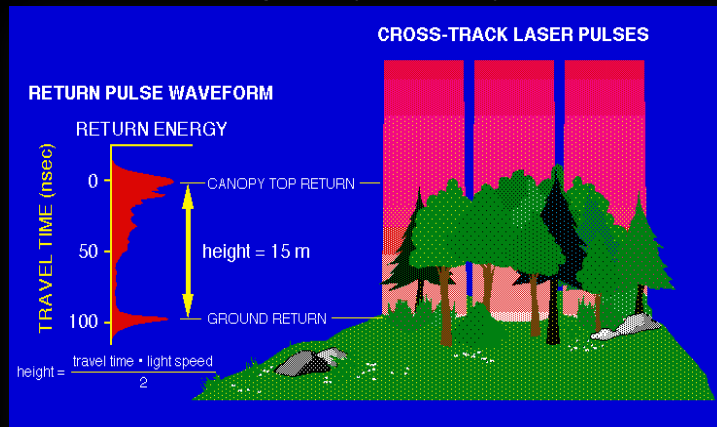 CROSS-TRACK LASER PULSES
RETURN PULSE WAVEFORM
RETURN ENERGY
TRAVEL TIME (nsec)
0
CANOPY TOP RETURN
50
height = 15 m
100
GROUND RETURN
height = travel time • light speed
2